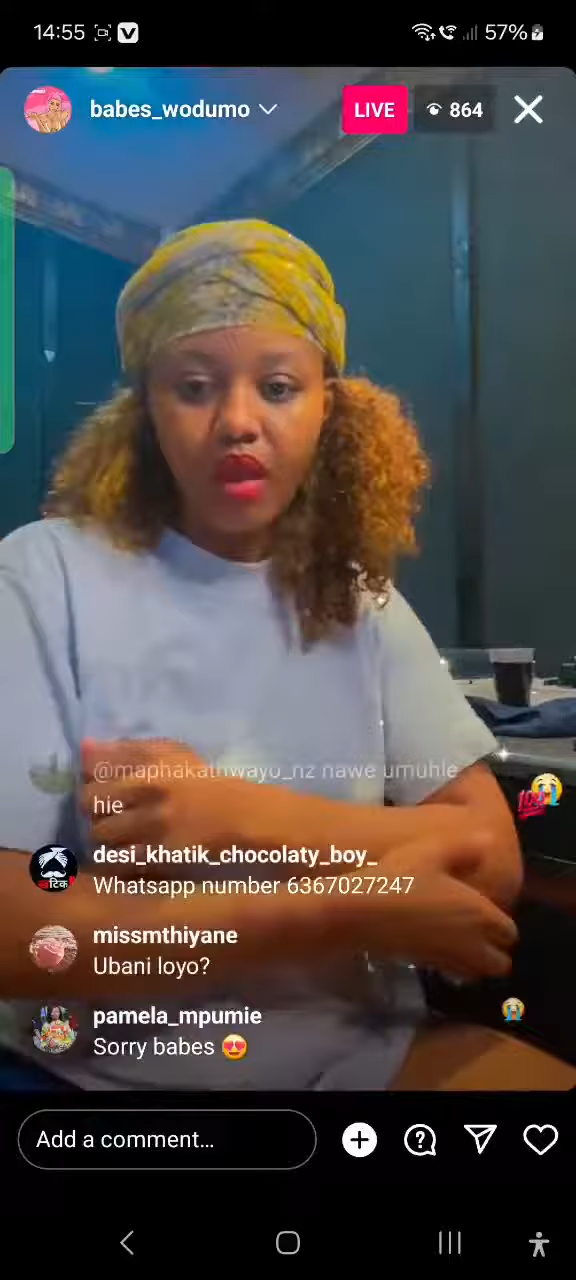 14:55
V
57%
babes_wodumo
LIVE
864
@maphakathwayo_nz nawe umuhle
hie
desi_khatik_chocolaty_boy_
Whatsapp number 6367027247
missmthiyane
Ubani loyo?
pamela_mpumie
Sorry babes 😍
Add a comment...